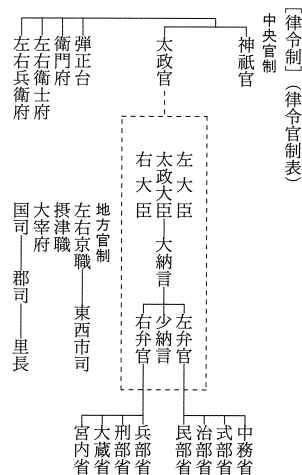 ［律令制］（律令官制表）
中央官制
神祇官
太政官
弾正台
衛門府
左右衛士府
左右兵衛府
左大臣
太政大臣
右大臣
大納言
左弁官
少納言
右弁官
中務省
式部省
治部省
民部省
兵部省
刑部省
大蔵省
宮内省
地方官制
左右京職
東西市司
摂津職
大宰府
国司
郡司
里長